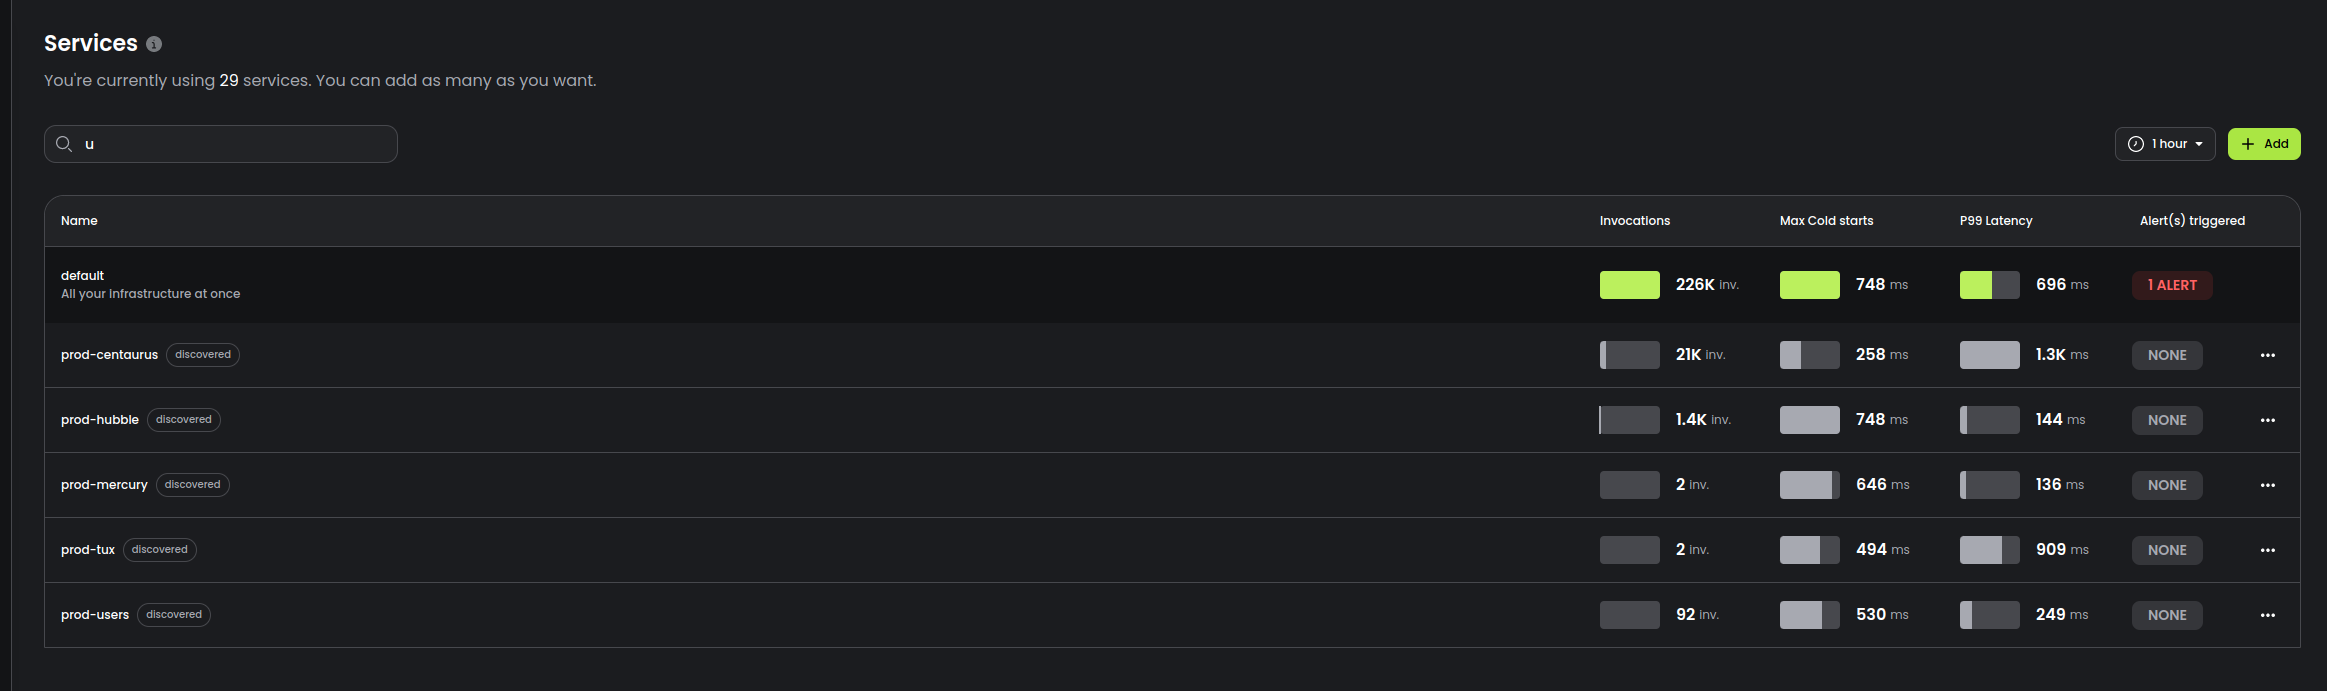 Services
You're currently using 29 services. You can add as many as you want.
u
1 hour
Add
Name Invocations Max Cold starts P99 Latency Alert(s) triggered
default
All your Infrastructure at once
226K inv. 748 ms 696 ms 1 ALERT
prod-centaurus discovered 21K inv. 258 ms 1.3K ms NONE
prod-hubble discovered 1.4K inv. 748 ms 144 ms NONE
prod-mercury discovered 2 inv. 646 ms 136 ms NONE
prod-tux discovered 2 inv. 494 ms 909 ms NONE
prod-users discovered 92 inv. 530 ms 249 ms NONE